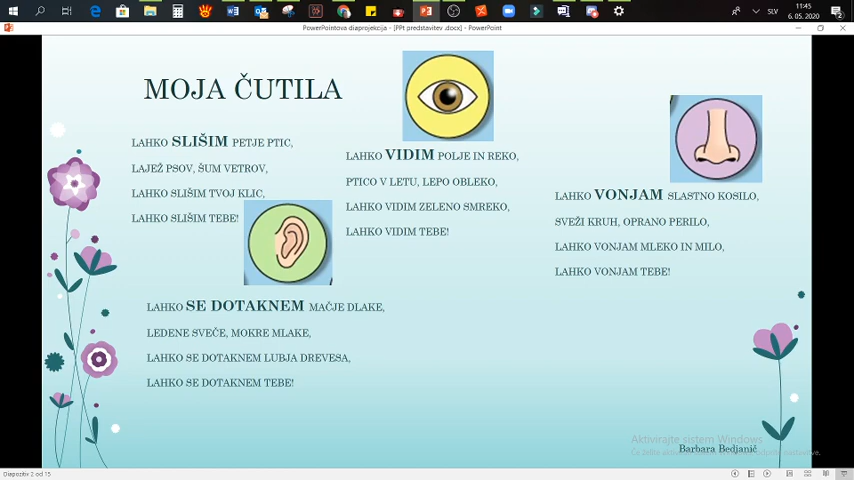 11:45
SLV
6. 05. 2020
PowerPointova diaprojekcija - [PPt predstavitev .docx] - PowerPoint
MOJA ČUTILA
LAHKO SLIŠIM PETJE PTIC,
LAJEŽ PSOV, ŠUM VETROV,
LAHKO SLIŠIM TVOJ KLIC,
LAHKO SLIŠIM TEBE!
LAHKO VIDIM POLJE IN REKO,
PTICO V LETU, LEPO OBLEKO,
LAHKO VIDIM ZELENO SMREKO,
LAHKO VIDIM TEBE!
LAHKO VONJAM SLASTNO KOSILO,
SVEŽI KRUH, OPRANO PERILO,
LAHKO VONJAM MLEKO IN MILO,
LAHKO VONJAM TEBE!
LAHKO SE DOTAKNEM MAČJE DLAKE,
LEDENE SVEČE, MOKRE MLAKE,
LAHKO SE DOTAKNEM LUBJA DREVESA,
LAHKO SE DOTAKNEM TEBE!
Aktivirajte sistem Windows
Barbara Bedjanič
Diapozitiv 2 od 15